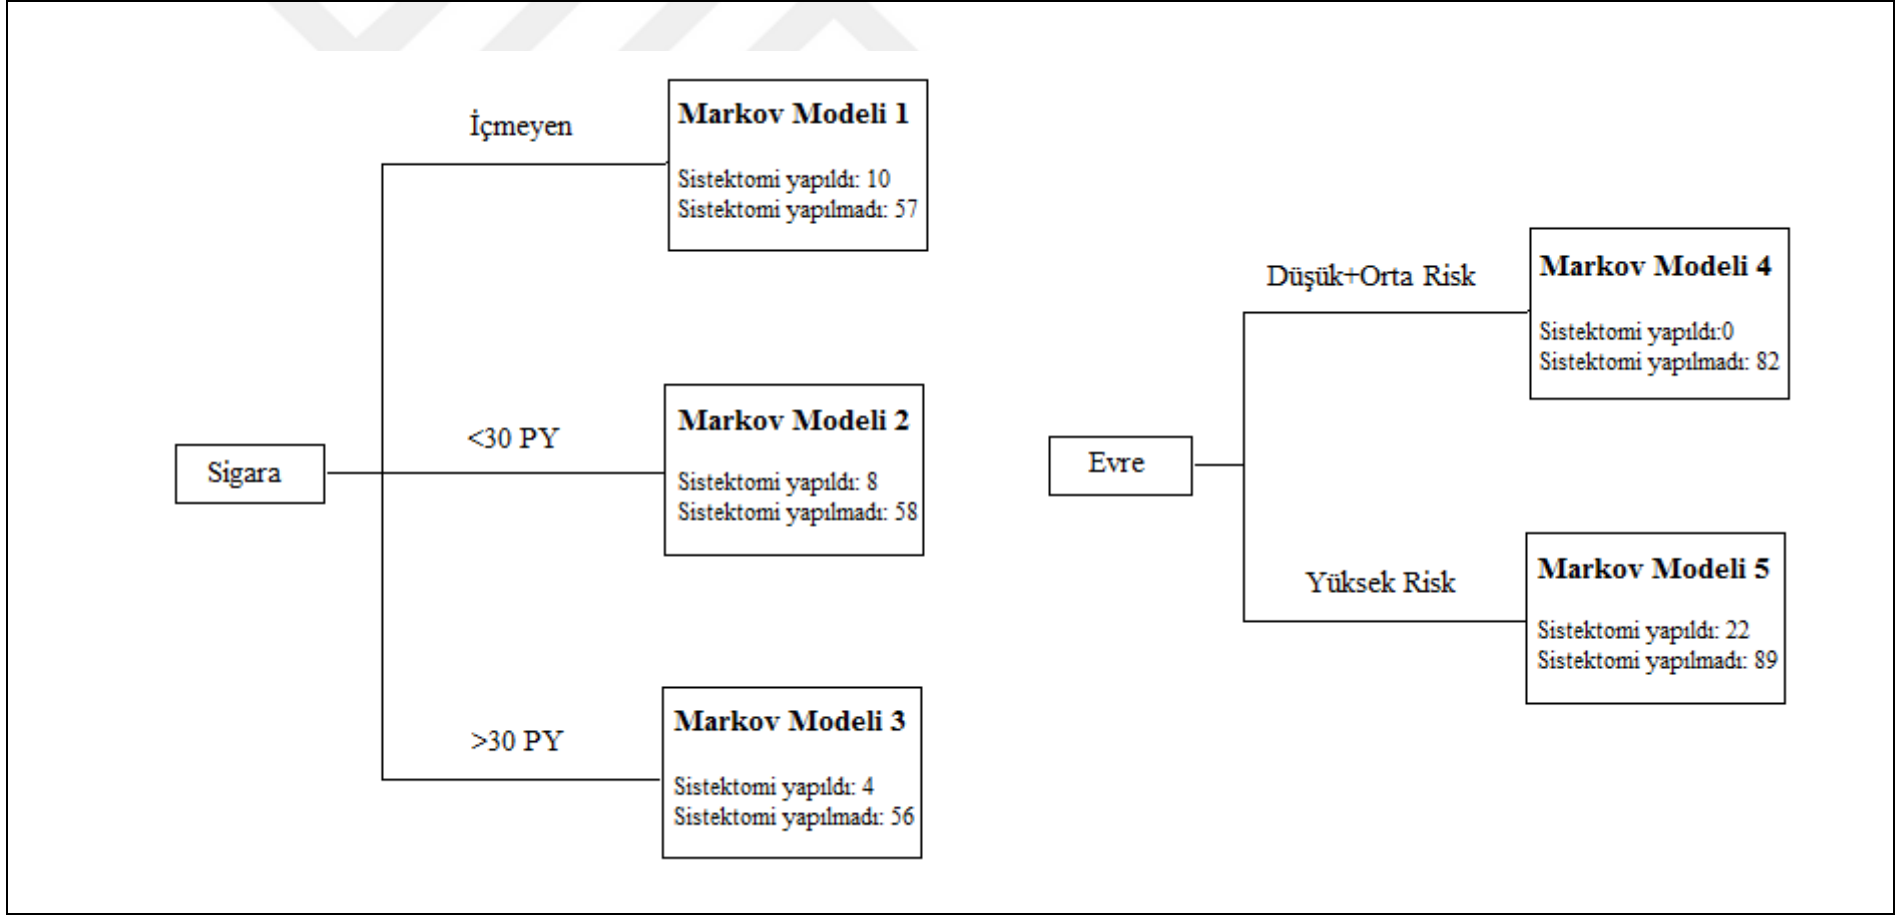 Sigara
İçmeyen
Markov Modeli 1
Sistektomi yapıldı: 10
Sistektomi yapılmadı: 57
<30 PY
Markov Modeli 2
Sistektomi yapıldı: 8
Sistektomi yapılmadı: 58
>30 PY
Markov Modeli 3
Sistektomi yapıldı: 4
Sistektomi yapılmadı: 56
Evre
Düşük+Orta Risk
Markov Modeli 4
Sistektomi yapıldı:0
Sistektomi yapılmadı: 82
Yüksek Risk
Markov Modeli 5
Sistektomi yapıldı: 22
Sistektomi yapılmadı: 89